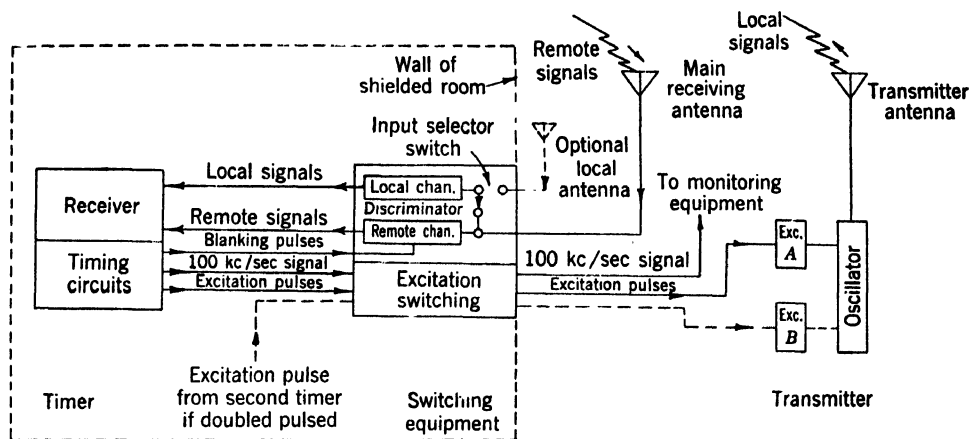 Wall of
shielded room
Remote
signals
Main
receiving
antenna
Local
signals
Transmitter
antenna
Input selector
switch
Optional
local
antenna
Local signals
Local chan.
Discriminator
Remote chan.
Receiver
Remote signals
Blanking pulses
To monitoring
equipment
Timing
circuits
100 kc/sec signal
Excitation pulses
Excitation
switching
100 kc/sec signal
Excitation pulses
Exc.
A
Exc.
B
Oscillator
Excitation pulse
from second timer
if doubled pulsed
Timer
Switching
equipment
Transmitter